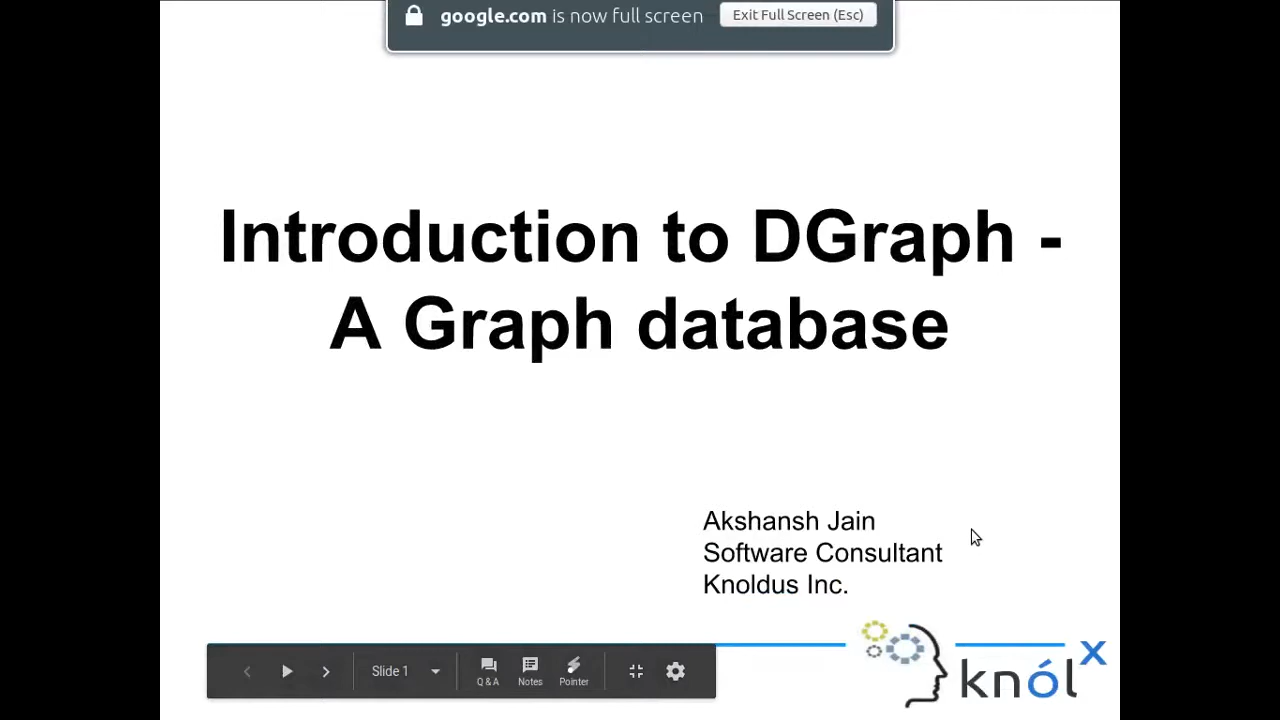 google.com is now full screen Exit Full Screen (Esc)
Introduction to DGraph -
A Graph database
Akshansh Jain
Software Consultant
Knoldus Inc.
Slide 1
Q & A Notes Pointer
knólx